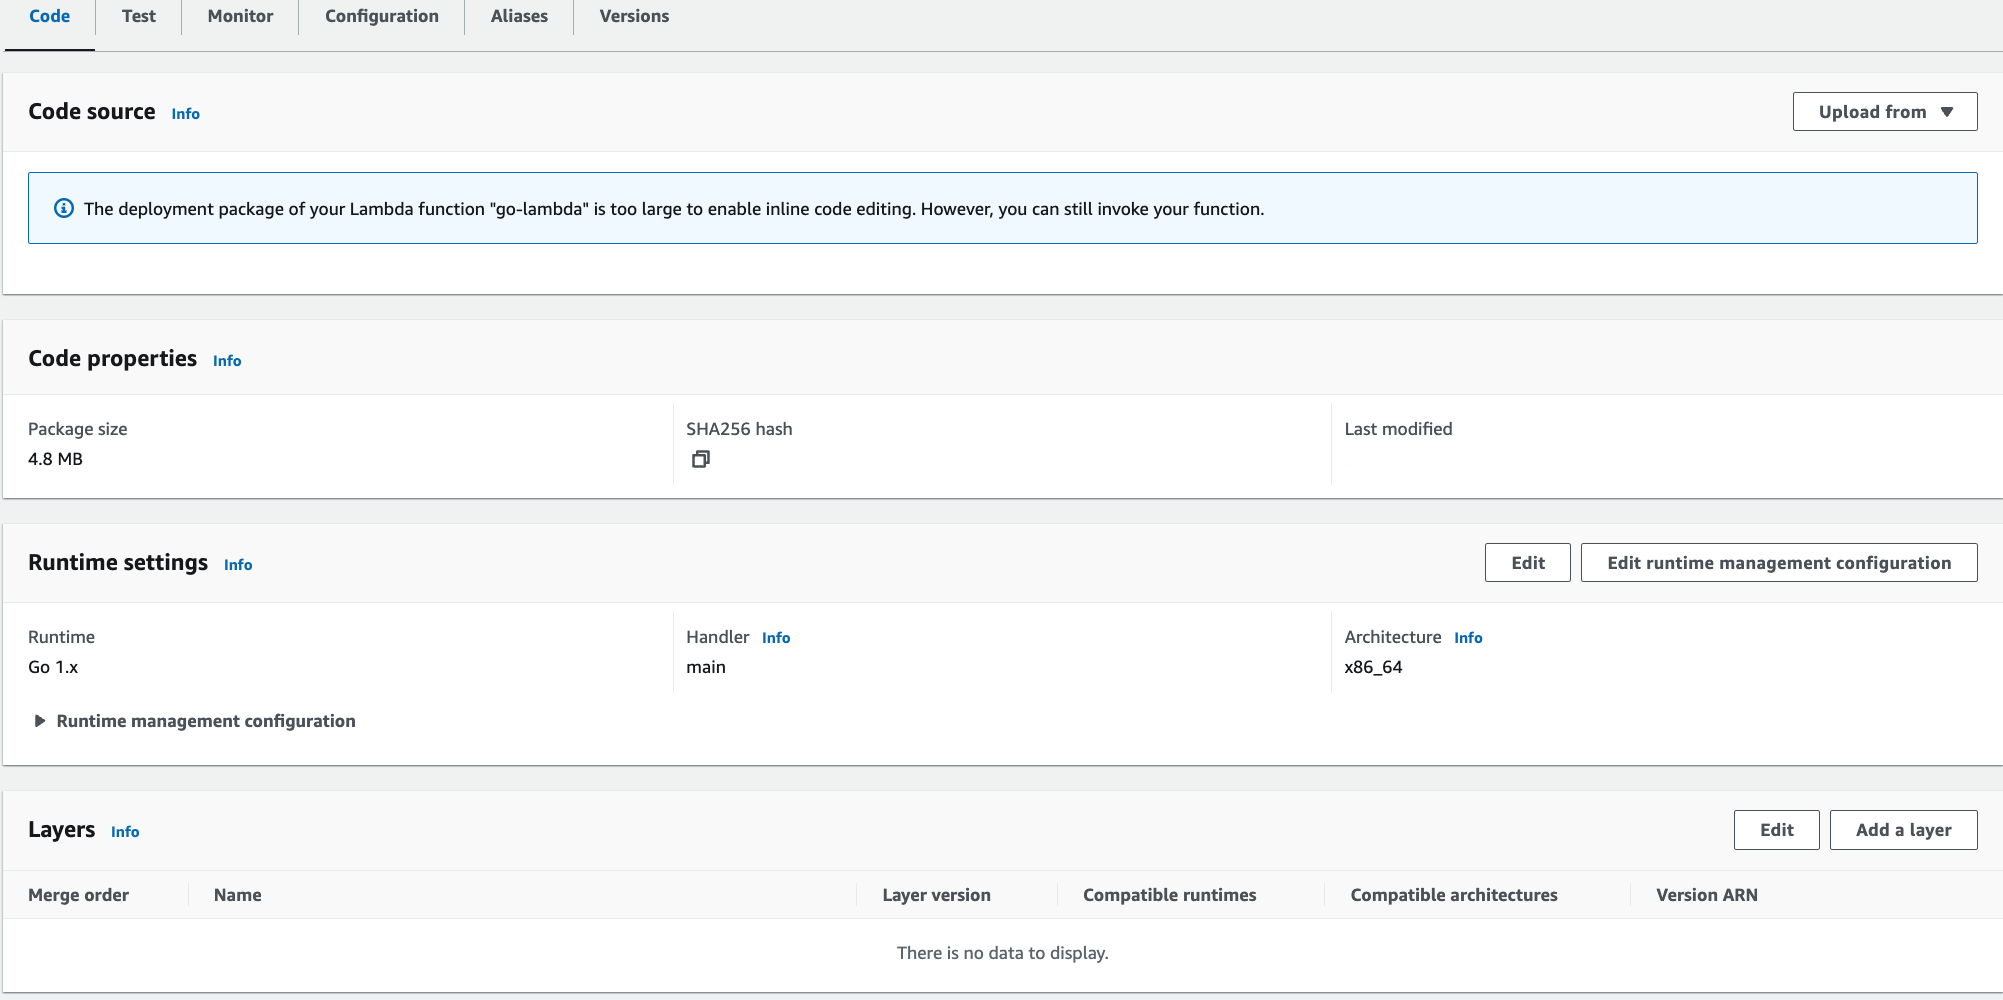 Code Test Monitor Configuration Aliases Versions
Code source Info Upload from
The deployment package of your Lambda function "go-lambda" is too large to enable inline code editing. However, you can still invoke your function.
Code properties Info
Package size SHA256 hash Last modified
4.8 MB
Runtime settings Info Edit Edit runtime management configuration
Runtime Handler Info Architecture Info
Go 1.x main x86_64
Runtime management configuration
Layers Info Edit Add a layer
Merge order Name Layer version Compatible runtimes Compatible architectures Version ARN
There is no data to display.